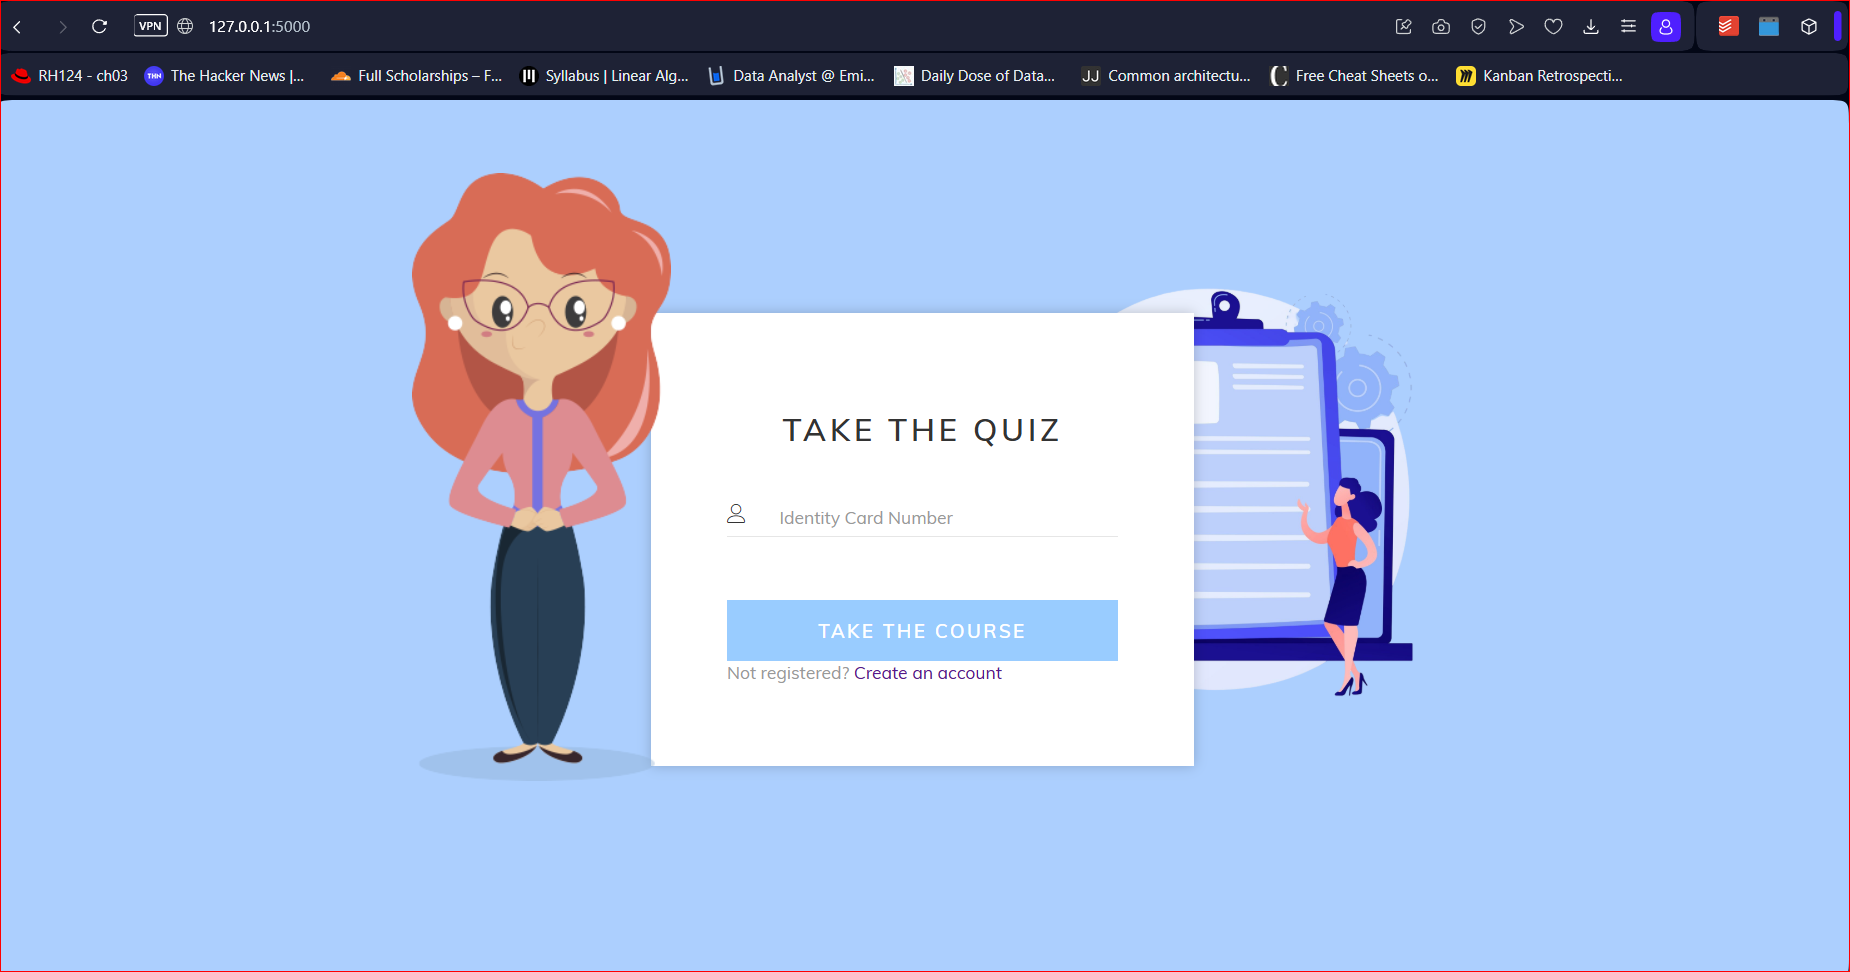 VPN
127.0.0.1:5000
RH124 - ch03
THN
The Hacker News |...
Full Scholarships – F...
Syllabus | Linear Alg...
Data Analyst @ Emi...
Daily Dose of Data...
JJ
Common architectu...
Free Cheat Sheets o...
Kanban Retrospecti...
TAKE THE QUIZ
Identity Card Number
TAKE THE COURSE
Not registered? Create an account